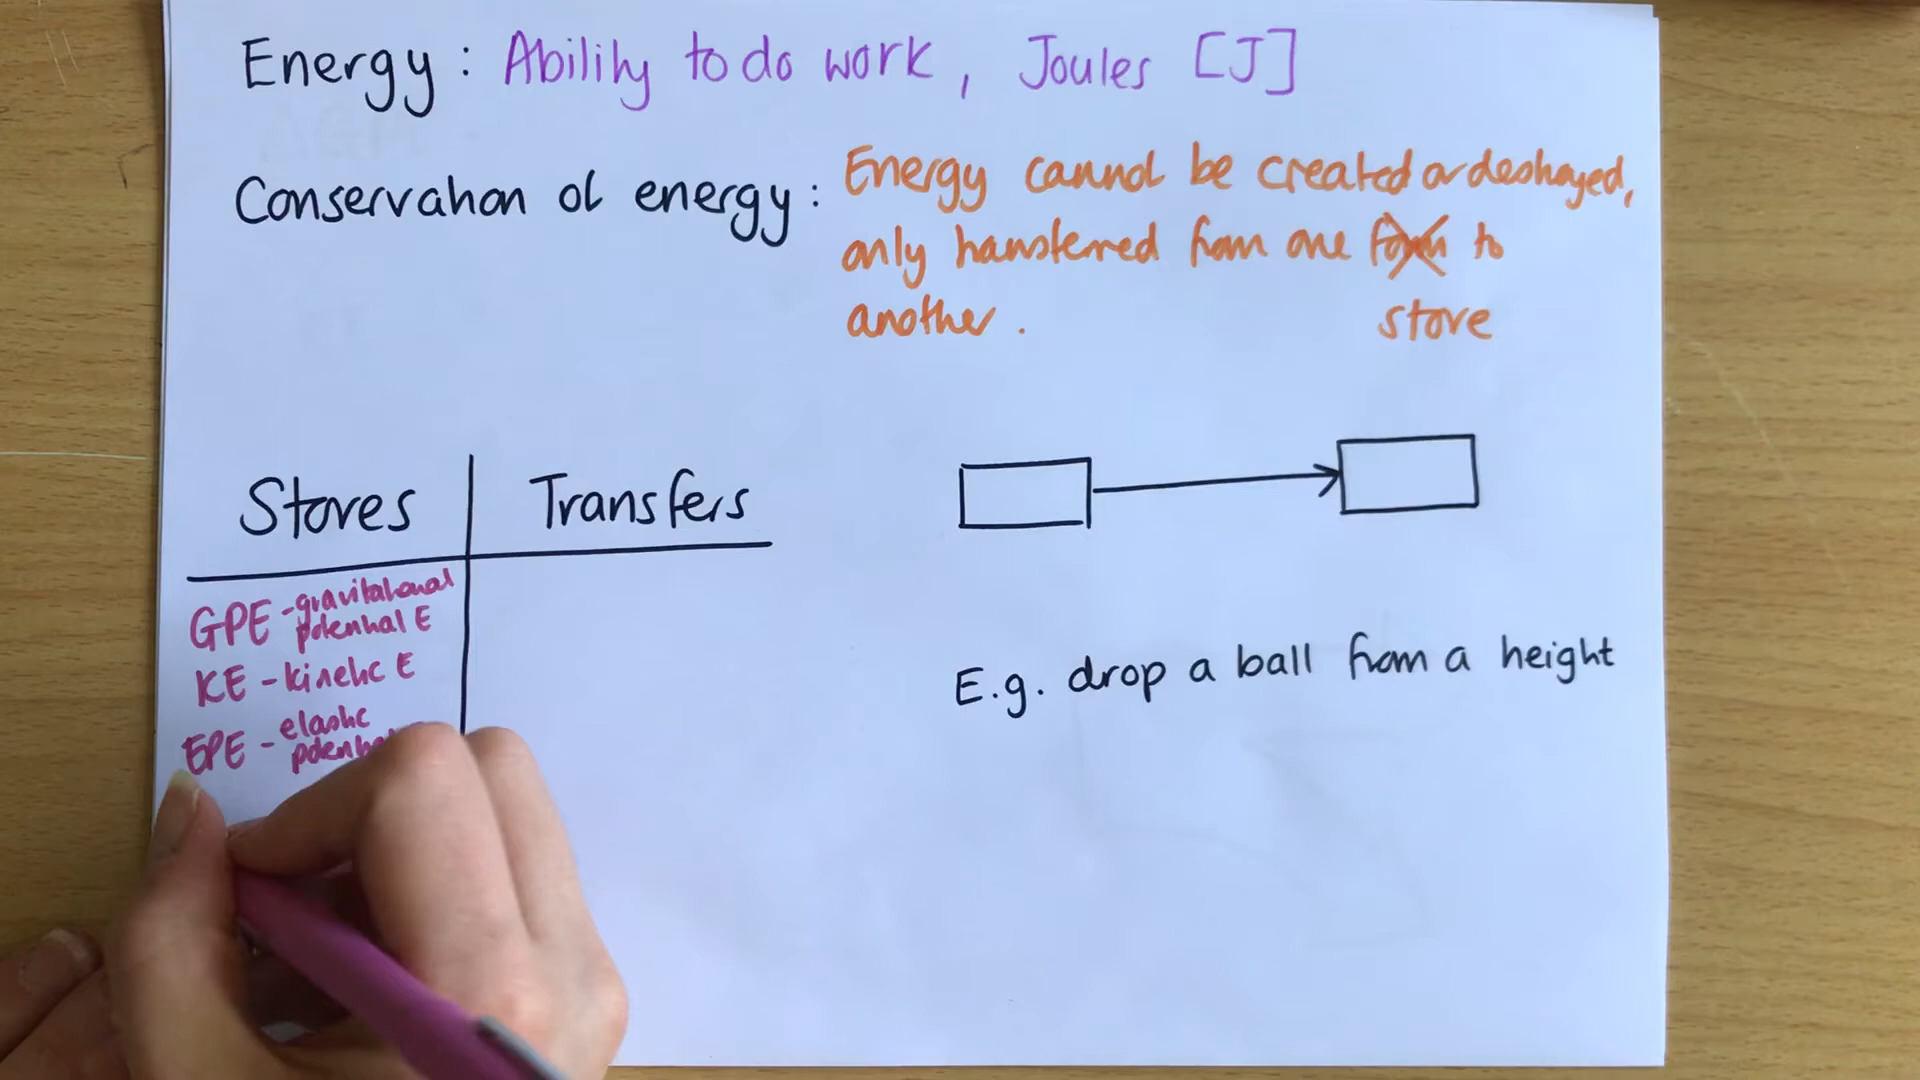 Energy : Ability to do work, Joules [J]
Conservation of energy : Energy cannot be created or destroyed,
only transferred from one form to
another. store
Stores Transfers
GPE - gravitational
potential E
KE - kinetic E
EPE - elastic
E.g. drop a ball from a height